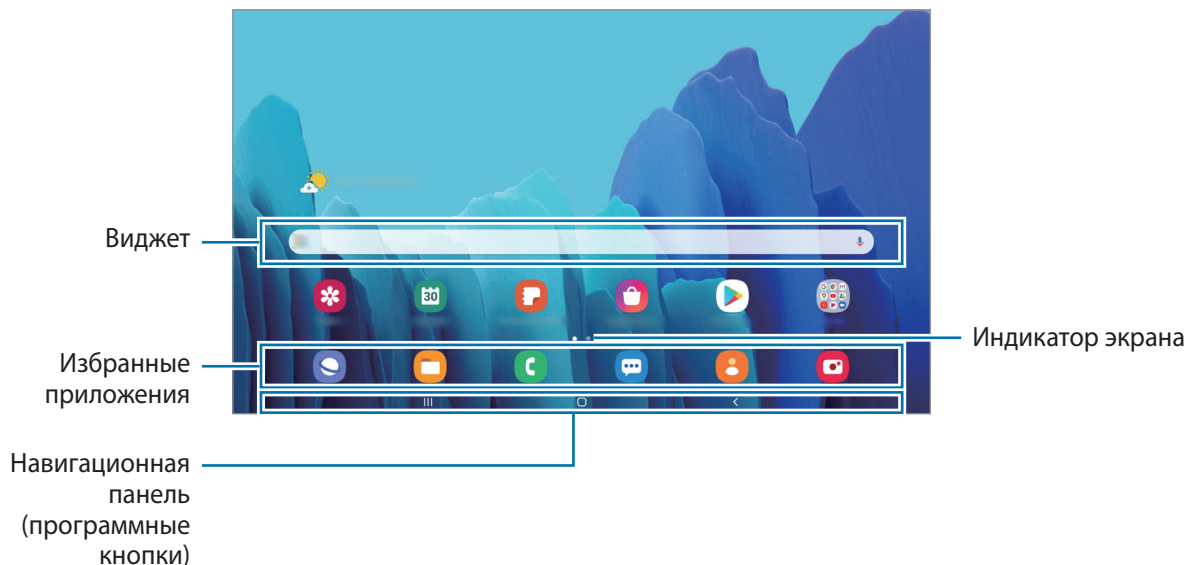 Виджет
30
Индикатор экрана
Избранные
приложения
Навигационная
панель
(программные
кнопки)